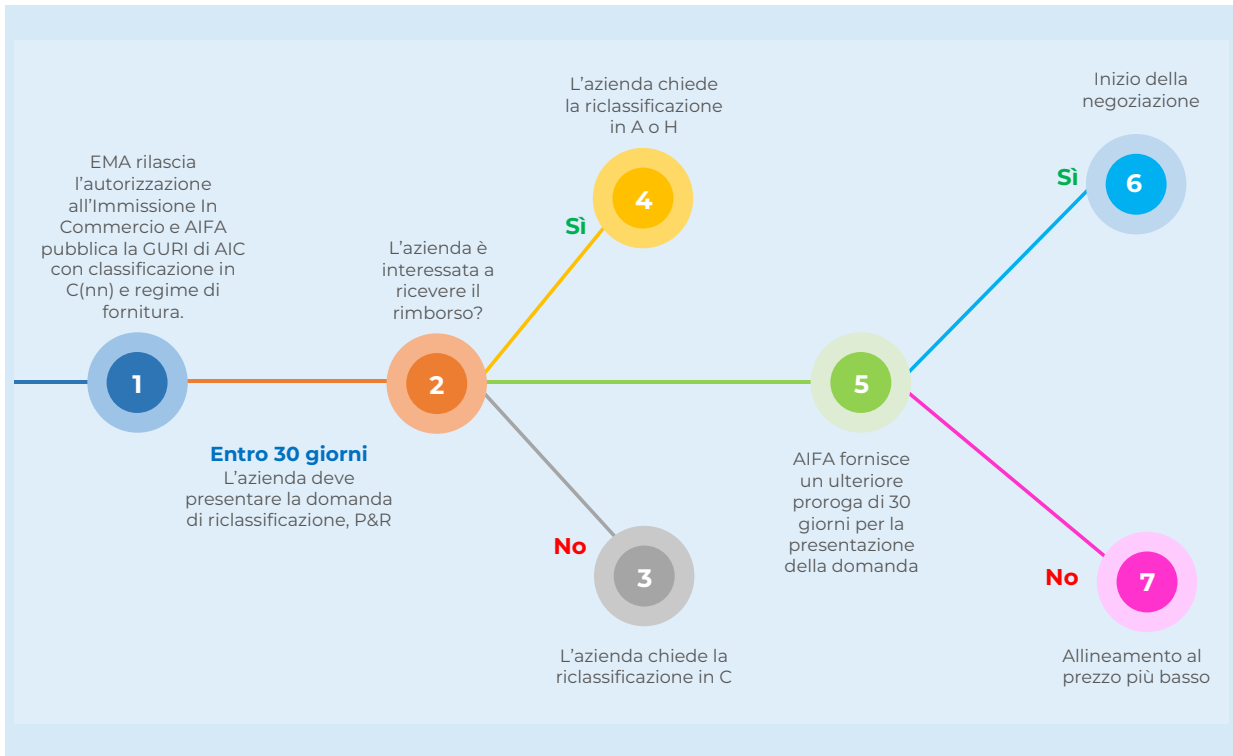 EMA rilascia
l'autorizzazione
all'Immissione In
Commercio e AIFA
pubblica la GURI di AIC
con classificazione in
C(nn) e regime di
fornitura.
1
Entro 30 giorni
L'azienda deve
presentare la domanda
di riclassificazione, P&R
L'azienda è
interessata a
ricevere il
rimborso?
2
L'azienda chiede
la riclassificazione
in A o H
4
Sì
No
3
L'azienda chiede la
riclassificazione in C
5
AIFA fornisce
un ulteriore
proroga di 30
giorni per la
presentazione
della domanda
Inizio della
negoziazione
Sì
6
No
7
Allineamento al
prezzo più basso